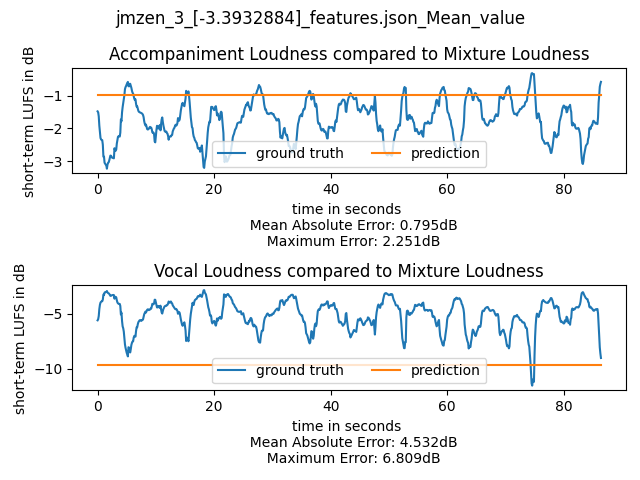 jmzen_3_[-3.3932884]_features.json_Mean_value
Accompaniment Loudness compared to Mixture Loudness
short-term LUFS in dB
−1
−2
−3
ground truth
prediction
0
20
40
60
80
time in seconds
Mean Absolute Error: 0.795dB
Maximum Error: 2.251dB
Vocal Loudness compared to Mixture Loudness
short-term LUFS in dB
−5
−10
ground truth
prediction
0
20
40
60
80
time in seconds
Mean Absolute Error: 4.532dB
Maximum Error: 6.809dB